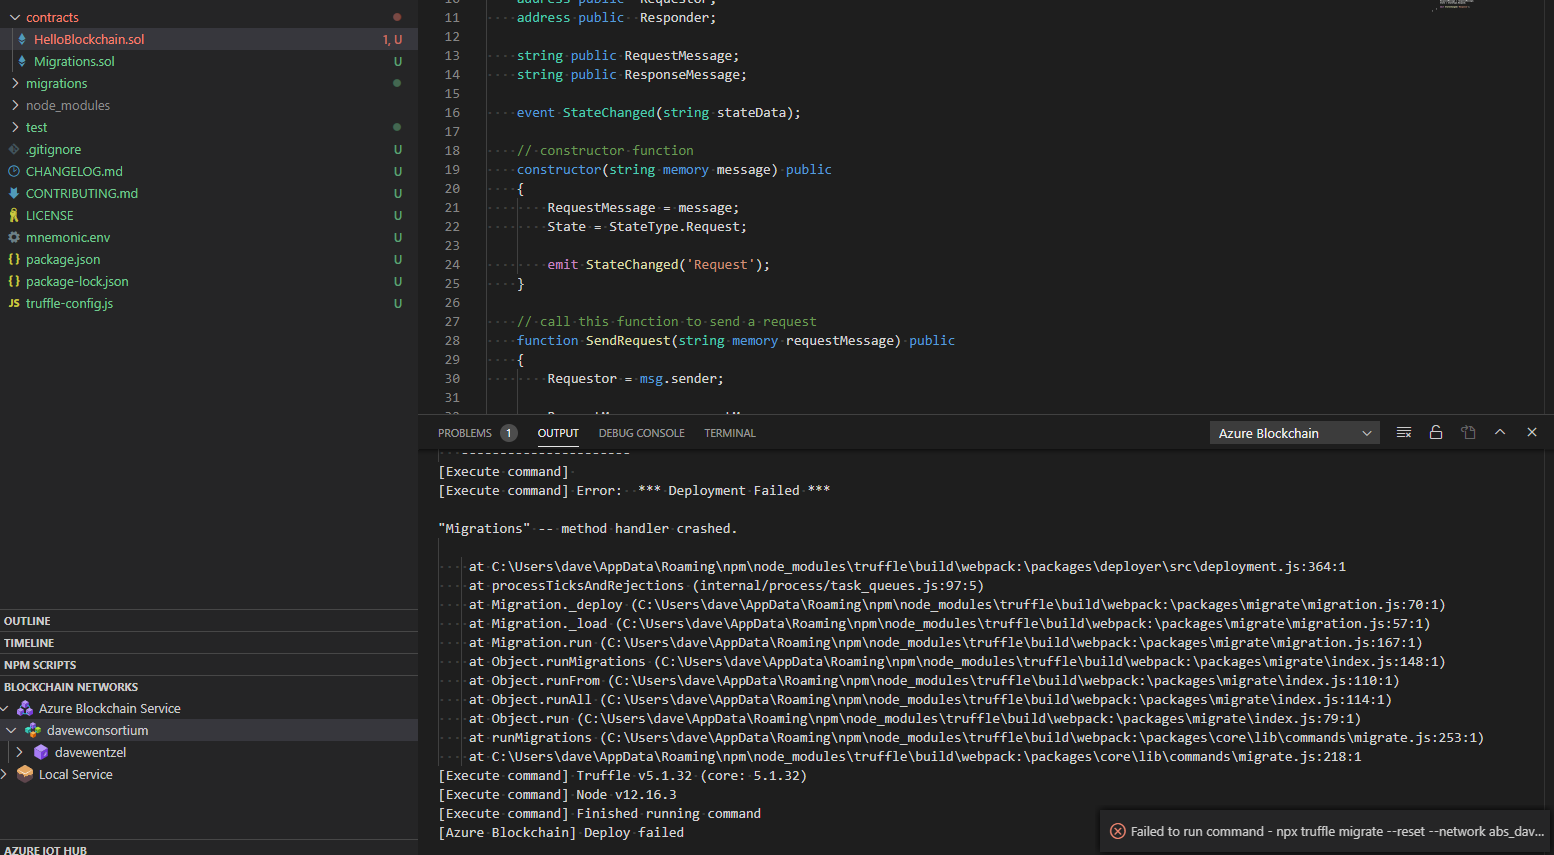 contracts
HelloBlockchain.sol 1, U
Migrations.sol U
migrations
node_modules
test
.gitignore U
CHANGELOG.md U
CONTRIBUTING.md U
LICENSE U
mnemonic.env U
package.json U
package-lock.json U
truffle-config.js U
OUTLINE
TIMELINE
NPM SCRIPTS
BLOCKCHAIN NETWORKS
Azure Blockchain Service
davewconsortium
davewentzel
Local Service
AZURE IOT HUB
11 address public Responder;
12
13 string public RequestMessage;
14 string public ResponseMessage;
15
16 event StateChanged(string stateData);
17
18 // constructor function
19 constructor(string memory message) public
20 {
21 RequestMessage = message;
22 State = StateType.Request;
23
24 emit StateChanged('Request');
25 }
26
27 // call this function to send a request
28 function SendRequest(string memory requestMessage) public
29 {
30 Requestor = msg.sender;
31
PROBLEMS 1 OUTPUT DEBUG CONSOLE TERMINAL Azure Blockchain
[Execute command]
[Execute command] Error: *** Deployment Failed ***
"Migrations" -- method handler crashed.
at C:\Users\dave\AppData\Roaming\npm\node_modules\truffle\build\webpack:\packages\deployer\src\deployment.js:364:1
at processTicksAndRejections (internal/process/task_queues.js:97:5)
at Migration._deploy (C:\Users\dave\AppData\Roaming\npm\node_modules\truffle\build\webpack:\packages\migrate\migration.js:70:1)
at Migration._load (C:\Users\dave\AppData\Roaming\npm\node_modules\truffle\build\webpack:\packages\migrate\migration.js:57:1)
at Migration.run (C:\Users\dave\AppData\Roaming\npm\node_modules\truffle\build\webpack:\packages\migrate\migration.js:167:1)
at Object.runMigrations (C:\Users\dave\AppData\Roaming\npm\node_modules\truffle\build\webpack:\packages\migrate\index.js:148:1)
at Object.runFrom (C:\Users\dave\AppData\Roaming\npm\node_modules\truffle\build\webpack:\packages\migrate\index.js:110:1)
at Object.runAll (C:\Users\dave\AppData\Roaming\npm\node_modules\truffle\build\webpack:\packages\migrate\index.js:114:1)
at Object.run (C:\Users\dave\AppData\Roaming\npm\node_modules\truffle\build\webpack:\packages\migrate\index.js:79:1)
at runMigrations (C:\Users\dave\AppData\Roaming\npm\node_modules\truffle\build\webpack:\packages\core\lib\commands\migrate.js:253:1)
at C:\Users\dave\AppData\Roaming\npm\node_modules\truffle\build\webpack:\packages\core\lib\commands\migrate.js:218:1
[Execute command] Truffle v5.1.32 (core: 5.1.32)
[Execute command] Node v12.16.3
[Execute command] Finished running command
[Azure Blockchain] Deploy failed
Failed to run command - npx truffle migrate --reset --network abs_dav...